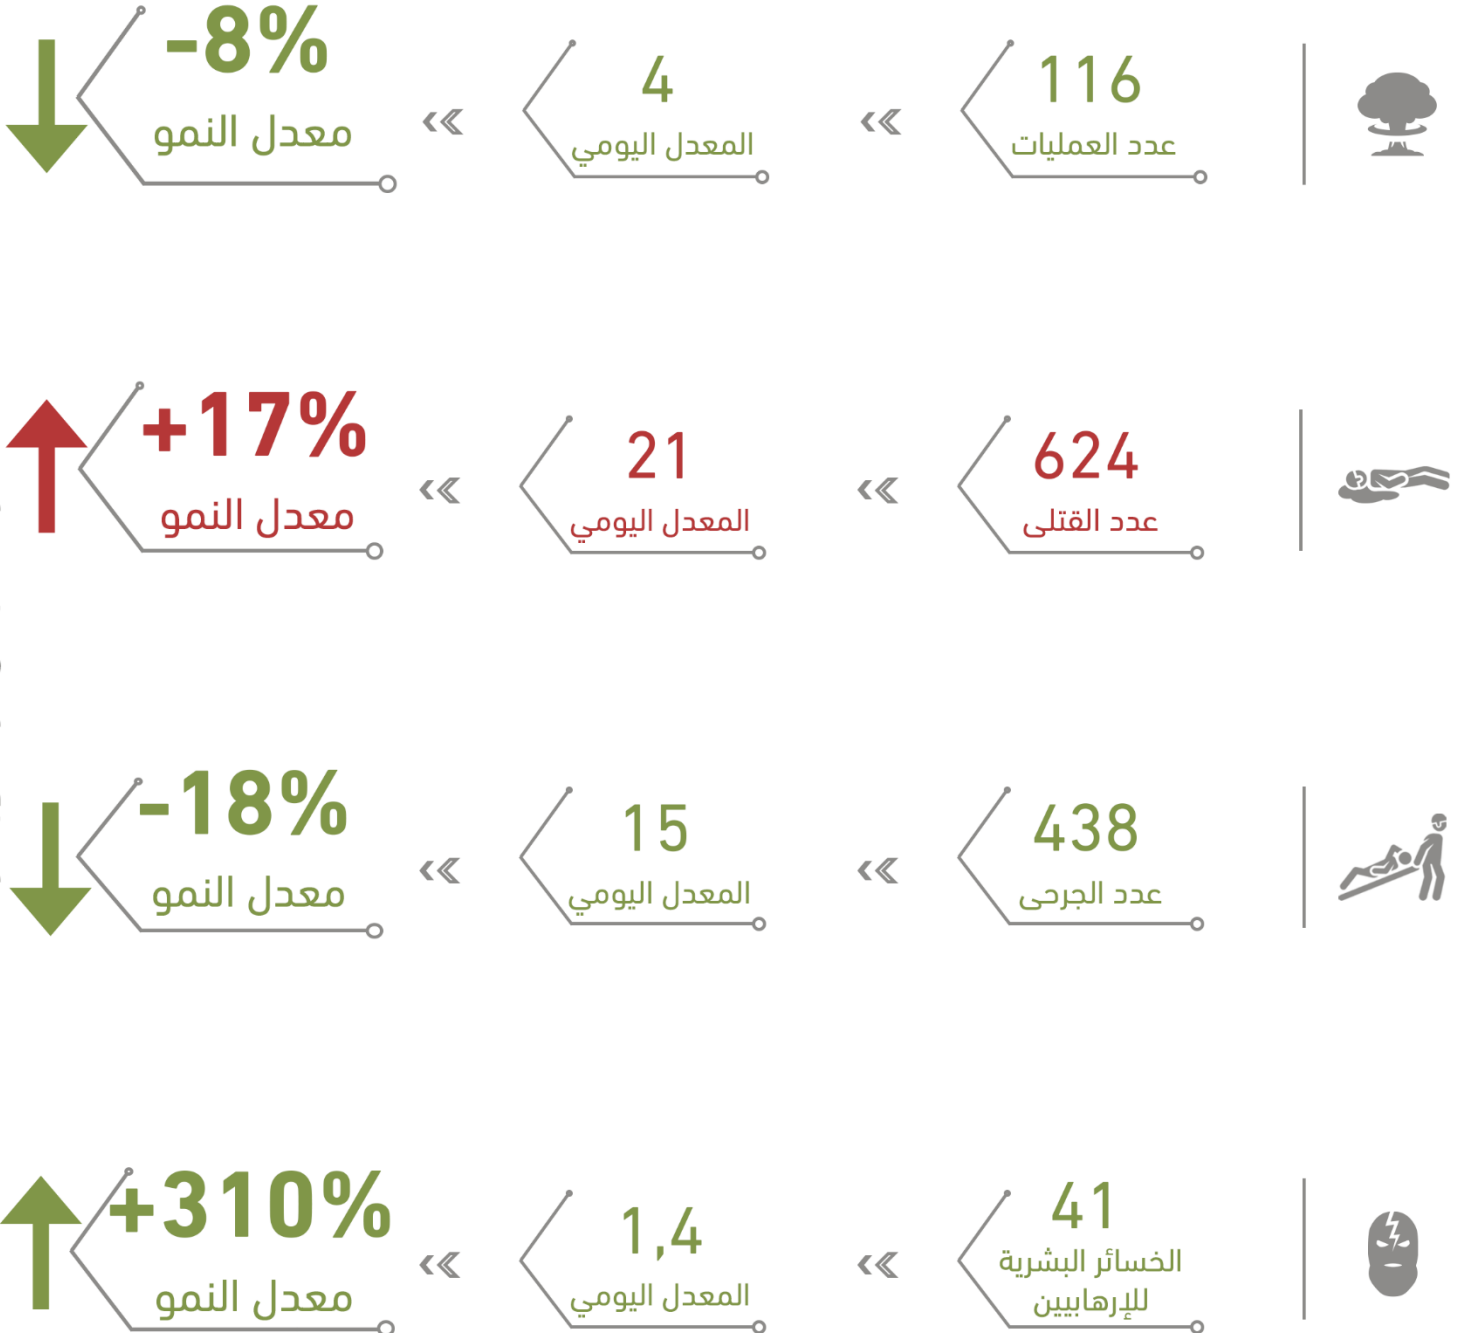 116
عدد العمليات
4
المعدل اليومي
-8%
معدل النمو
624
عدد القتلى
21
المعدل اليومي
+17%
معدل النمو
438
عدد الجرحى
15
المعدل اليومي
-18%
معدل النمو
41
الخسائر البشرية
للإرهابيين
1,4
المعدل اليومي
+310%
معدل النمو